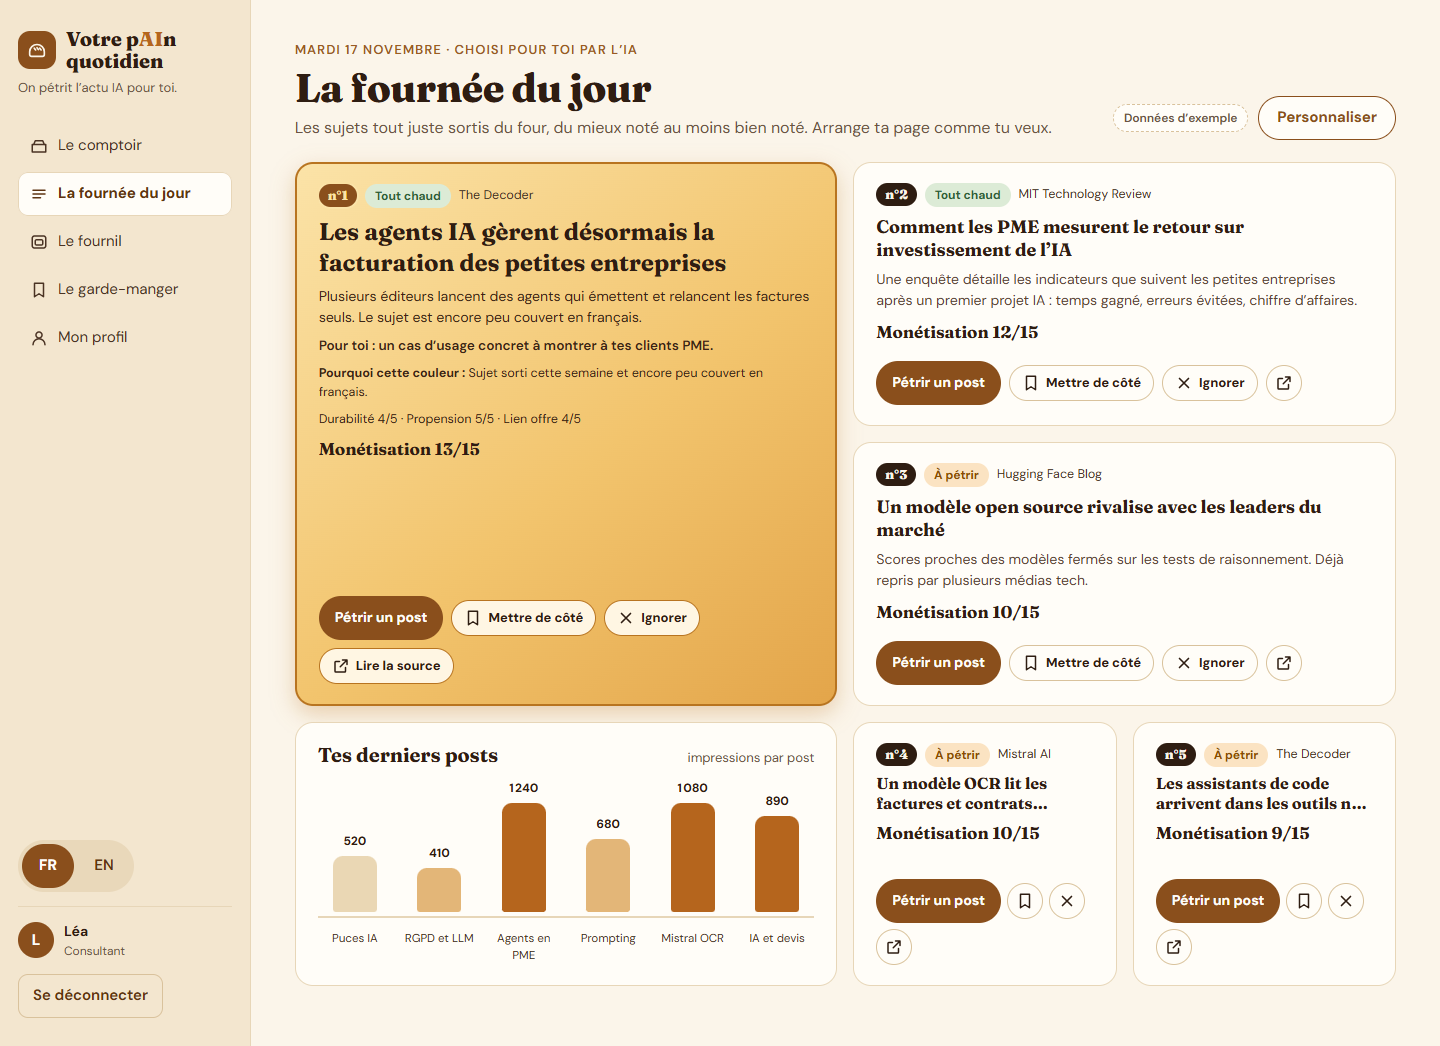 Votre pAIn
quotidien
On pétrit l’actu IA pour toi.
Le comptoir
La fournée du jour
Le fournil
Le garde-manger
Mon profil
FR
EN
L
Léa
Consultant
Se déconnecter
MARDI 17 NOVEMBRE · CHOISI POUR TOI PAR L’IA
La fournée du jour
Les sujets tout juste sortis du four, du mieux noté au moins bien noté. Arrange ta page comme tu veux.
Données d’exemple
Personnaliser
n°1
Tout chaud
The Decoder
Les agents IA gèrent désormais la
facturation des petites entreprises
Plusieurs éditeurs lancent des agents qui émettent et relancent les factures
seuls. Le sujet est encore peu couvert en français.
Pour toi : un cas d’usage concret à montrer à tes clients PME.
Pourquoi cette couleur : Sujet sorti cette semaine et encore peu couvert en
français.
Durabilité 4/5 · Propension 5/5 · Lien offre 4/5
Monétisation 13/15
Pétrir un post
Mettre de côté
Ignorer
Lire la source
n°2
Tout chaud
MIT Technology Review
Comment les PME mesurent le retour sur
investissement de l’IA
Une enquête détaille les indicateurs que suivent les petites entreprises
après un premier projet IA : temps gagné, erreurs évitées, chiffre d’affaires.
Monétisation 12/15
Pétrir un post
Mettre de côté
Ignorer
n°3
À pétrir
Hugging Face Blog
Un modèle open source rivalise avec les leaders du
marché
Scores proches des modèles fermés sur les tests de raisonnement. Déjà
repris par plusieurs médias tech.
Monétisation 10/15
Pétrir un post
Mettre de côté
Ignorer
Tes derniers posts
impressions par post
520
410
1240
680
1080
890
Puces IA
RGPD et LLM
Agents en
PME
Prompting
Mistral OCR
IA et devis
n°4
À pétrir
Mistral AI
Un modèle OCR lit les
factures et contrats…
Monétisation 10/15
Pétrir un post
n°5
À pétrir
The Decoder
Les assistants de code
arrivent dans les outils n…
Monétisation 9/15
Pétrir un post